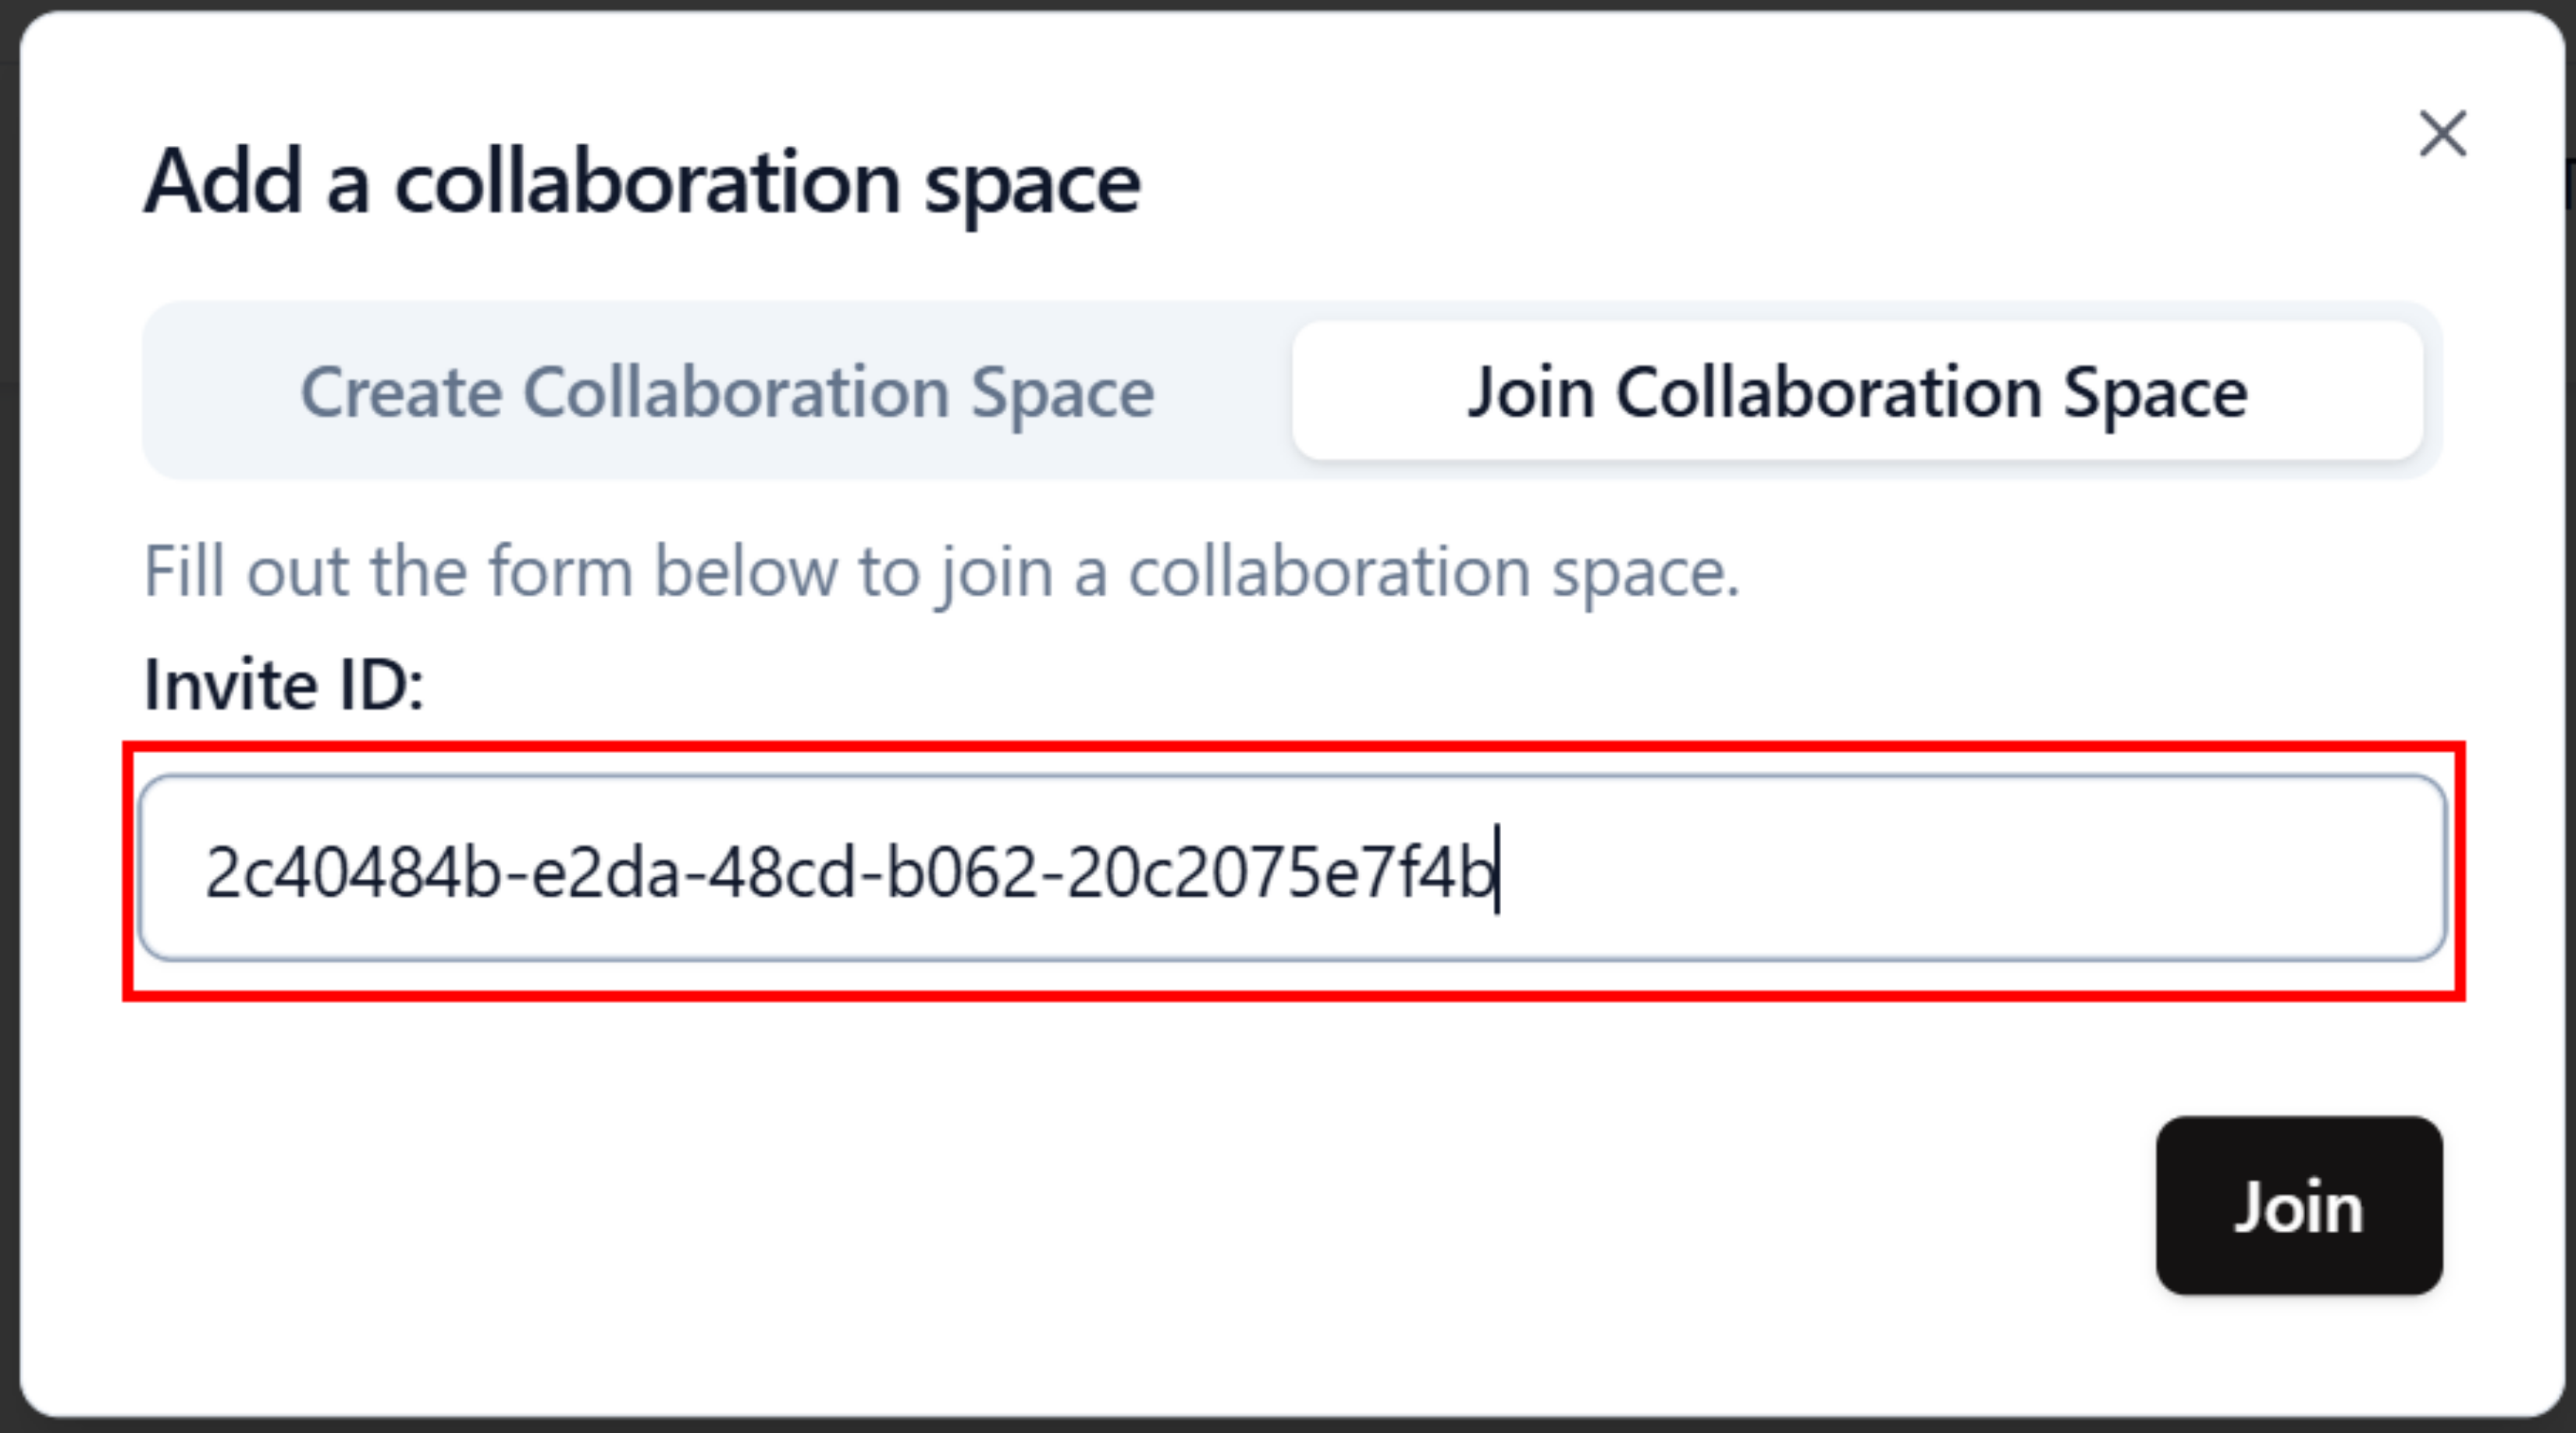 Add a collaboration space
Create Collaboration Space
Join Collaboration Space
Fill out the form below to join a collaboration space.
Invite ID:
2c40484b-e2da-48cd-b062-20c2075e7f4b
Join